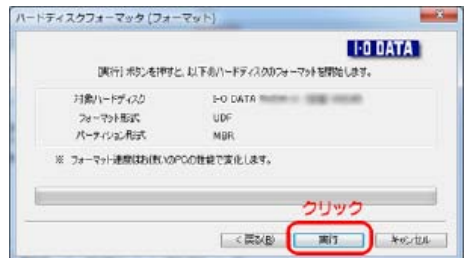 ハードディスクフォーマッタ (フォーマット)
I-O DATA
[実行] ボタンを押すと、以下のハードディスクのフォーマットを開始します。
対象ハードディスク I-O DATA
フォーマット形式 UDF
パーティション形式 MBR
※ フォーマット速度はお使いのPCの性能で変化します。
クリック
< 戻る(B) 実行 キャンセル